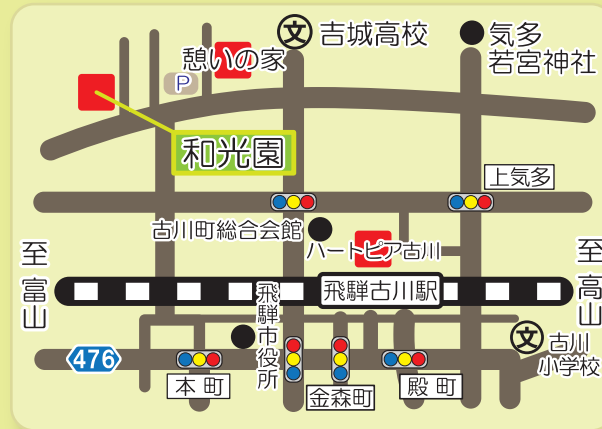 文 吉城高校
気多
若宮神社
憩いの家
P
和光園
上気多
古川町総合会館
ハートピア古川
至富山
至高山
飛騨古川駅
飛騨市役所
文 古川
小学校
476
本町
金森町
殿町